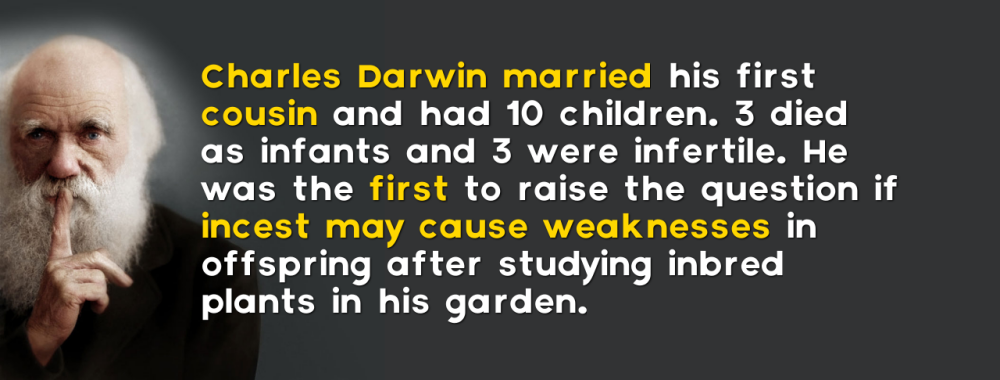 Charles Darwin married his first
cousin and had 10 children. 3 died
as infants and 3 were infertile. He
was the first to raise the question if
incest may cause weaknesses in
offspring after studying inbred
plants in his garden.